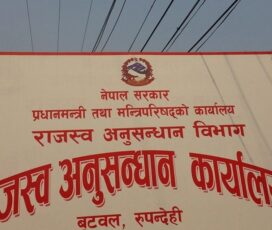 नेपाल सरकार
प्रधानमन्त्री तथा मन्त्रिपरिषद्को कार्यालय
राजस्व अनुसन्धान विभाग
अनुसन्धान
बटवल, रुपन्देही